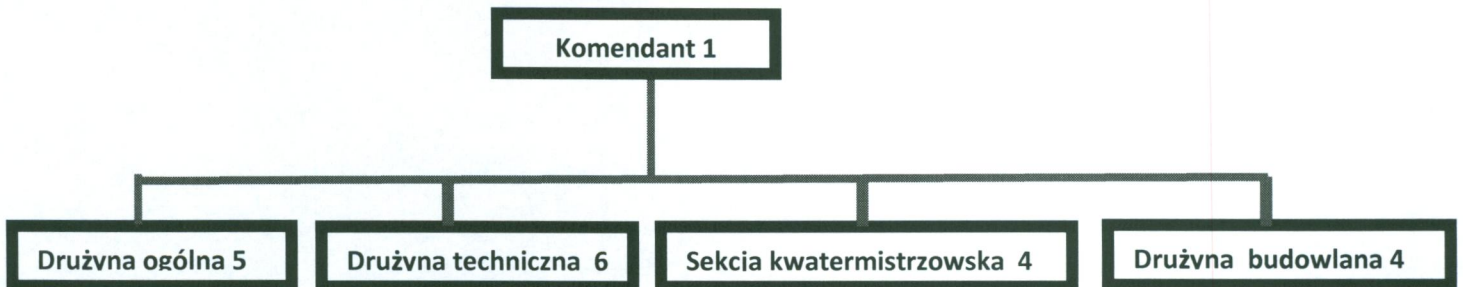 Komendant 1
Drużyna ogólna 5
Drużyna techniczna 6
Sekcja kwatermistrzowska 4
Drużyna budowlana 4